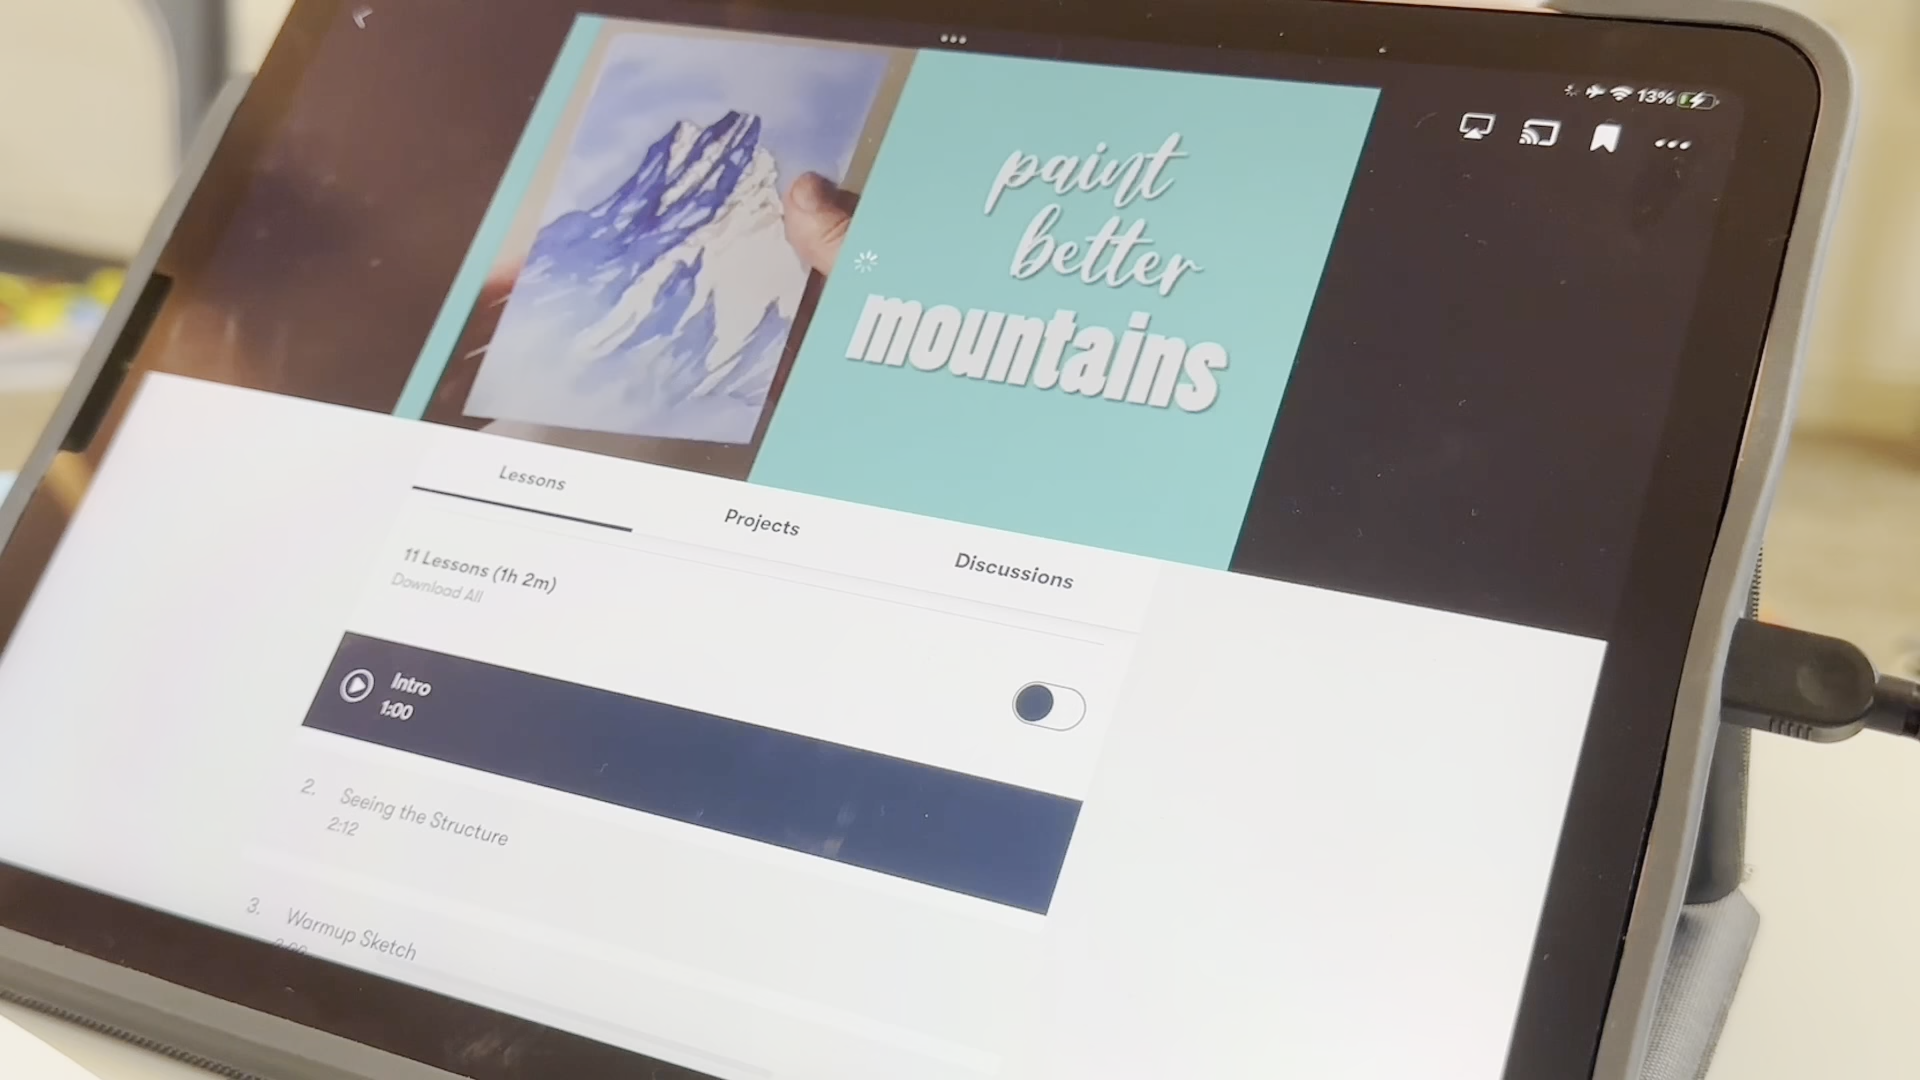 13%
paint
better
mountains
Lessons
Projects
Discussions
11 Lessons (1h 2m)
Download All
Intro
1:00
2. Seeing the Structure
2:12
3. Warmup Sketch